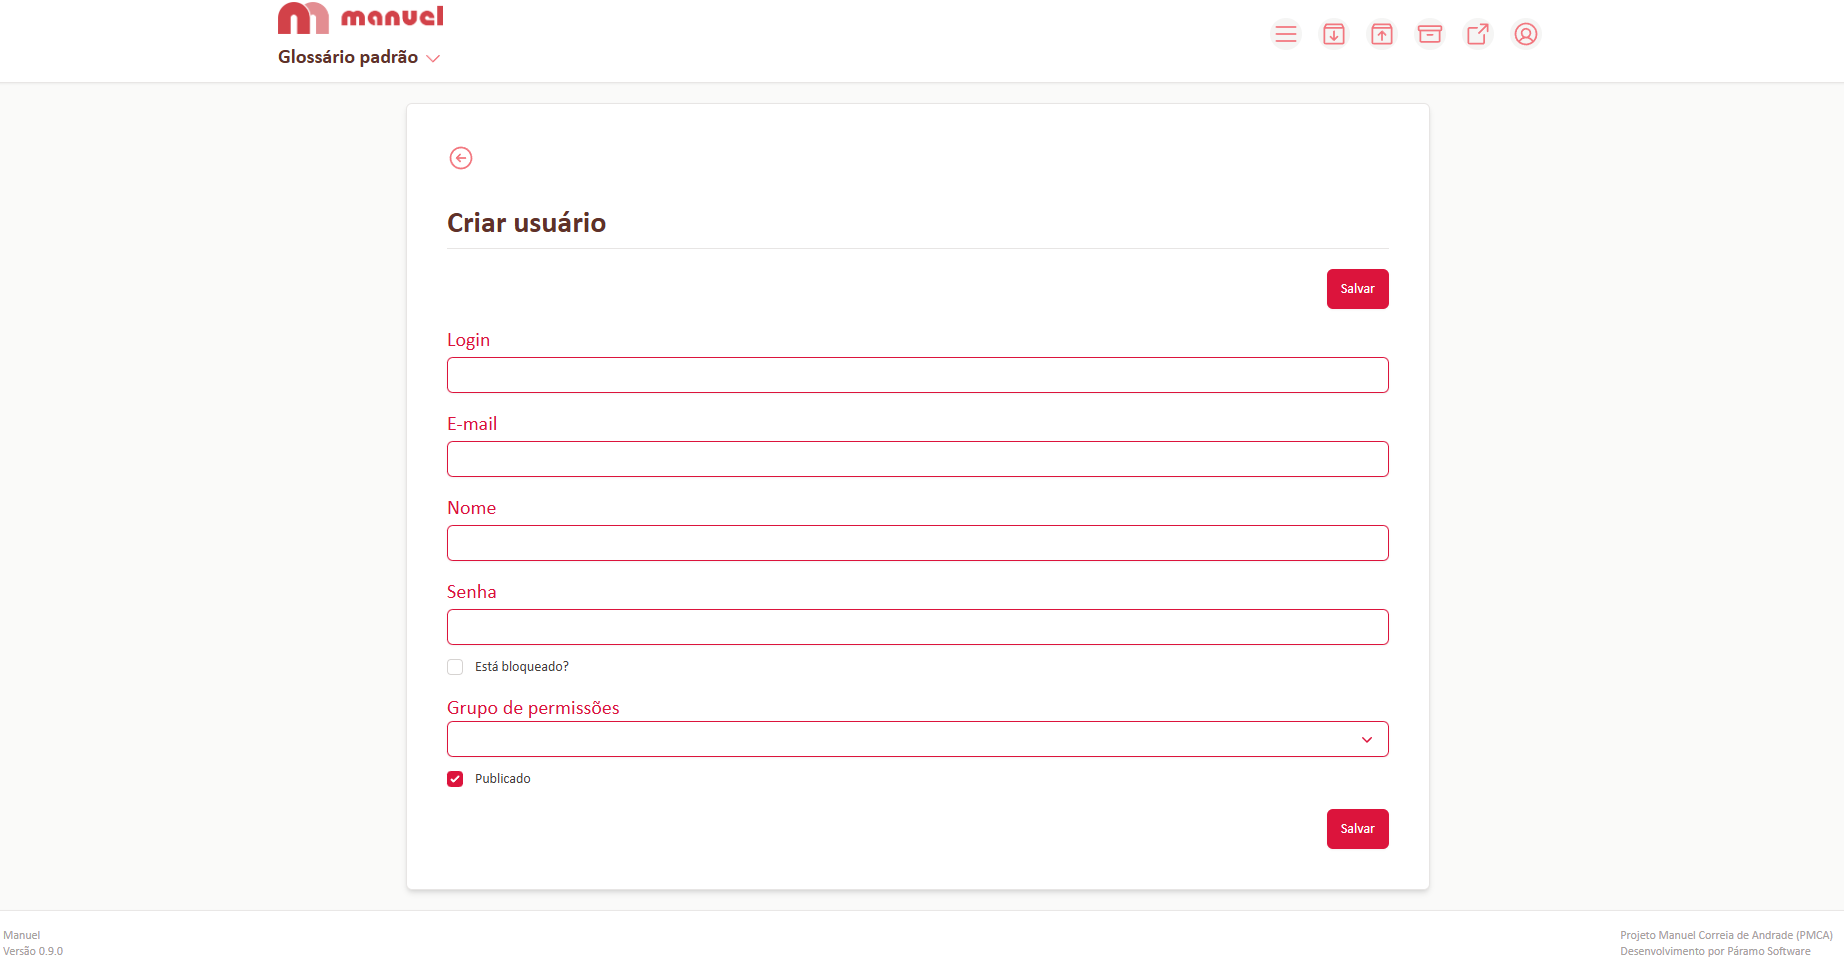 manuel
Glossário padrão
Criar usuário
Salvar
Login
E-mail
Nome
Senha
Está bloqueado?
Grupo de permissões
Publicado
Salvar
Manuel
Versão 0.9.0
Projeto Manuel Correia de Andrade (PMCA)
Desenvolvimento por Páramo Software